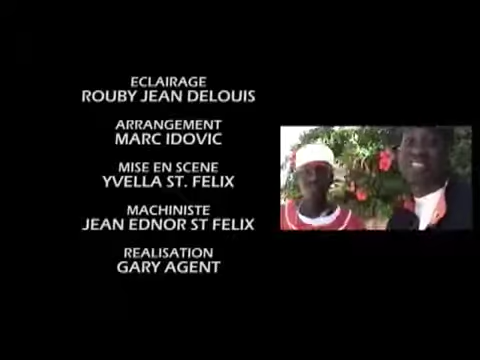 ECLAIRAGE
ROUBY JEAN DELOUIS
ARRANGEMENT
MARC IDOVIC
MISE EN SCENE
YVELLA ST. FELIX
MACHINISTE
JEAN EDNOR ST FELIX
REALISATION
GARY AGENT